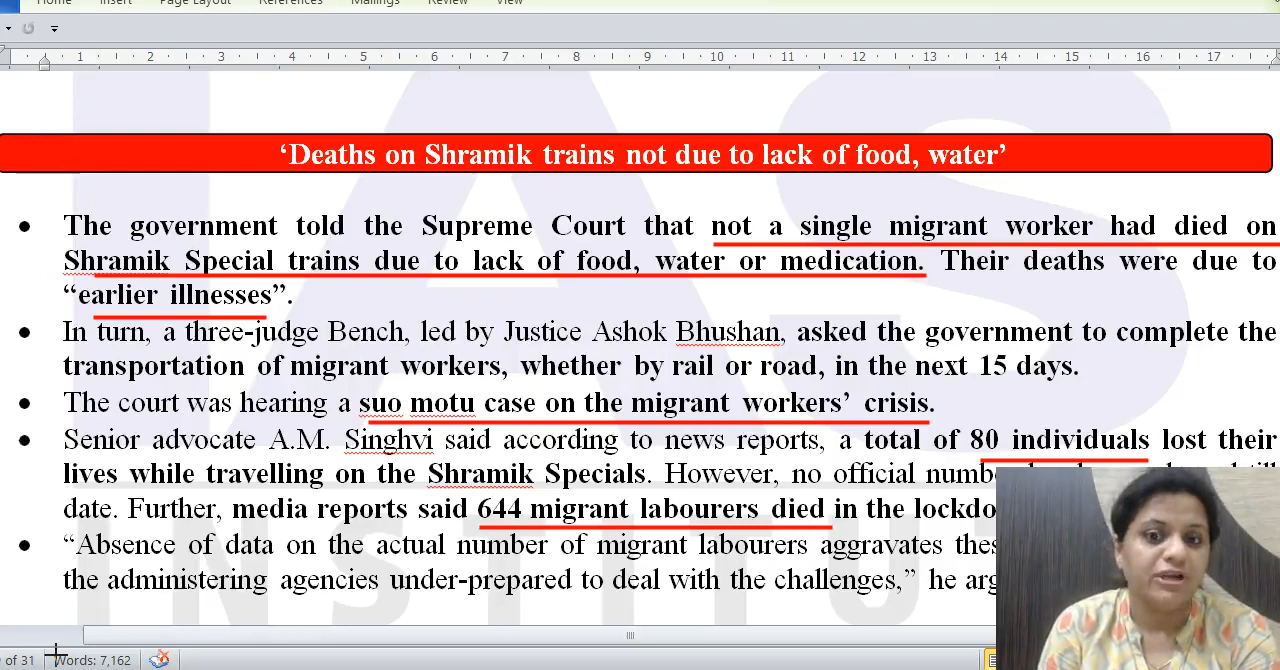 Home Insert Page Layout References Mailings Review View
1 2 3 4 5 6 7 8 9 10 11 12 13 14 15 16 17
IAS
INSTITU
‘Deaths on Shramik trains not due to lack of food, water’
The government told the Supreme Court that not a single migrant worker had died on
Shramik Special trains due to lack of food, water or medication. Their deaths were due to
“earlier illnesses”.
In turn, a three-judge Bench, led by Justice Ashok Bhushan, asked the government to complete the
transportation of migrant workers, whether by rail or road, in the next 15 days.
The court was hearing a suo motu case on the migrant workers’ crisis.
Senior advocate A.M. Singhvi said according to news reports, a total of 80 individuals lost their
lives while travelling on the Shramik Specials. However, no official
date. Further, media reports said 644 migrant labourers died in the
“Absence of data on the actual number of migrant labourers aggravates
the administering agencies under-prepared to deal with the challenges,” he
of 31 Words: 7,162